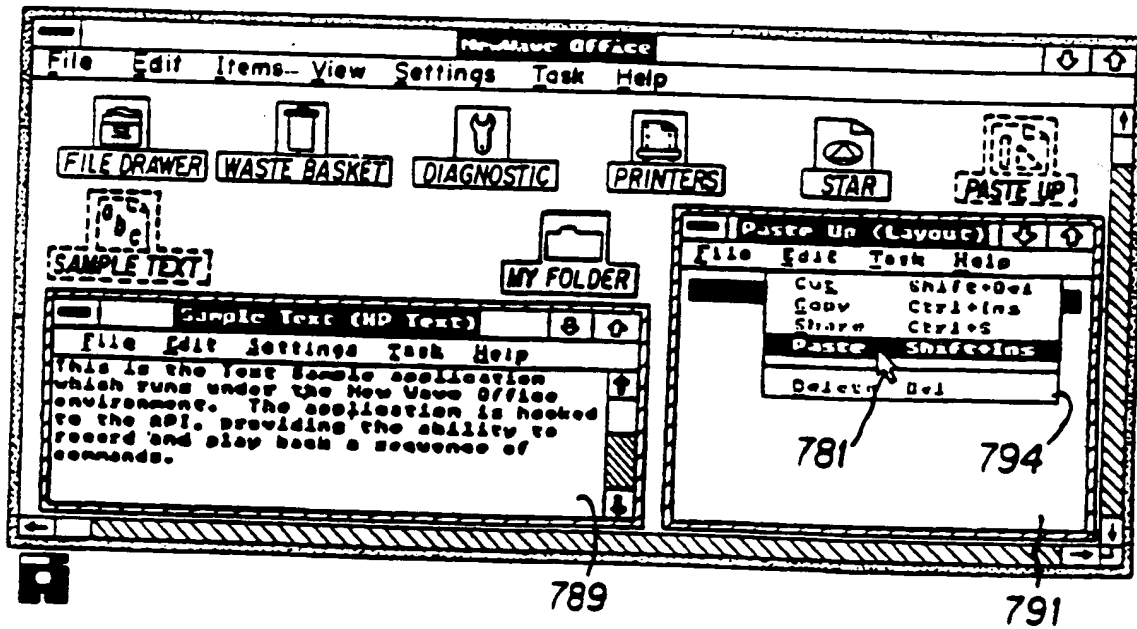 NewWave Office
File Edit Items View Settings Task Help
FILE DRAWER WASTE BASKET DIAGNOSTIC PRINTERS STAR PASTE UP
a b c
SAMPLE TEXT MY FOLDER
Paste Up (Layout)
File Edit Task Help
Cut Shift+Del
Copy Ctrl+Ins
Share Ctrl+S
Paste Shift+Ins
Delete Del
Sample Text (HP Text)
File Edit Settings Task Help
This is the Text Sample application
which runs under the New Wave Office
environment. The application is hooked
to the API, providing the ability to
record and play back a sequence of
commands.
781 794
789 791